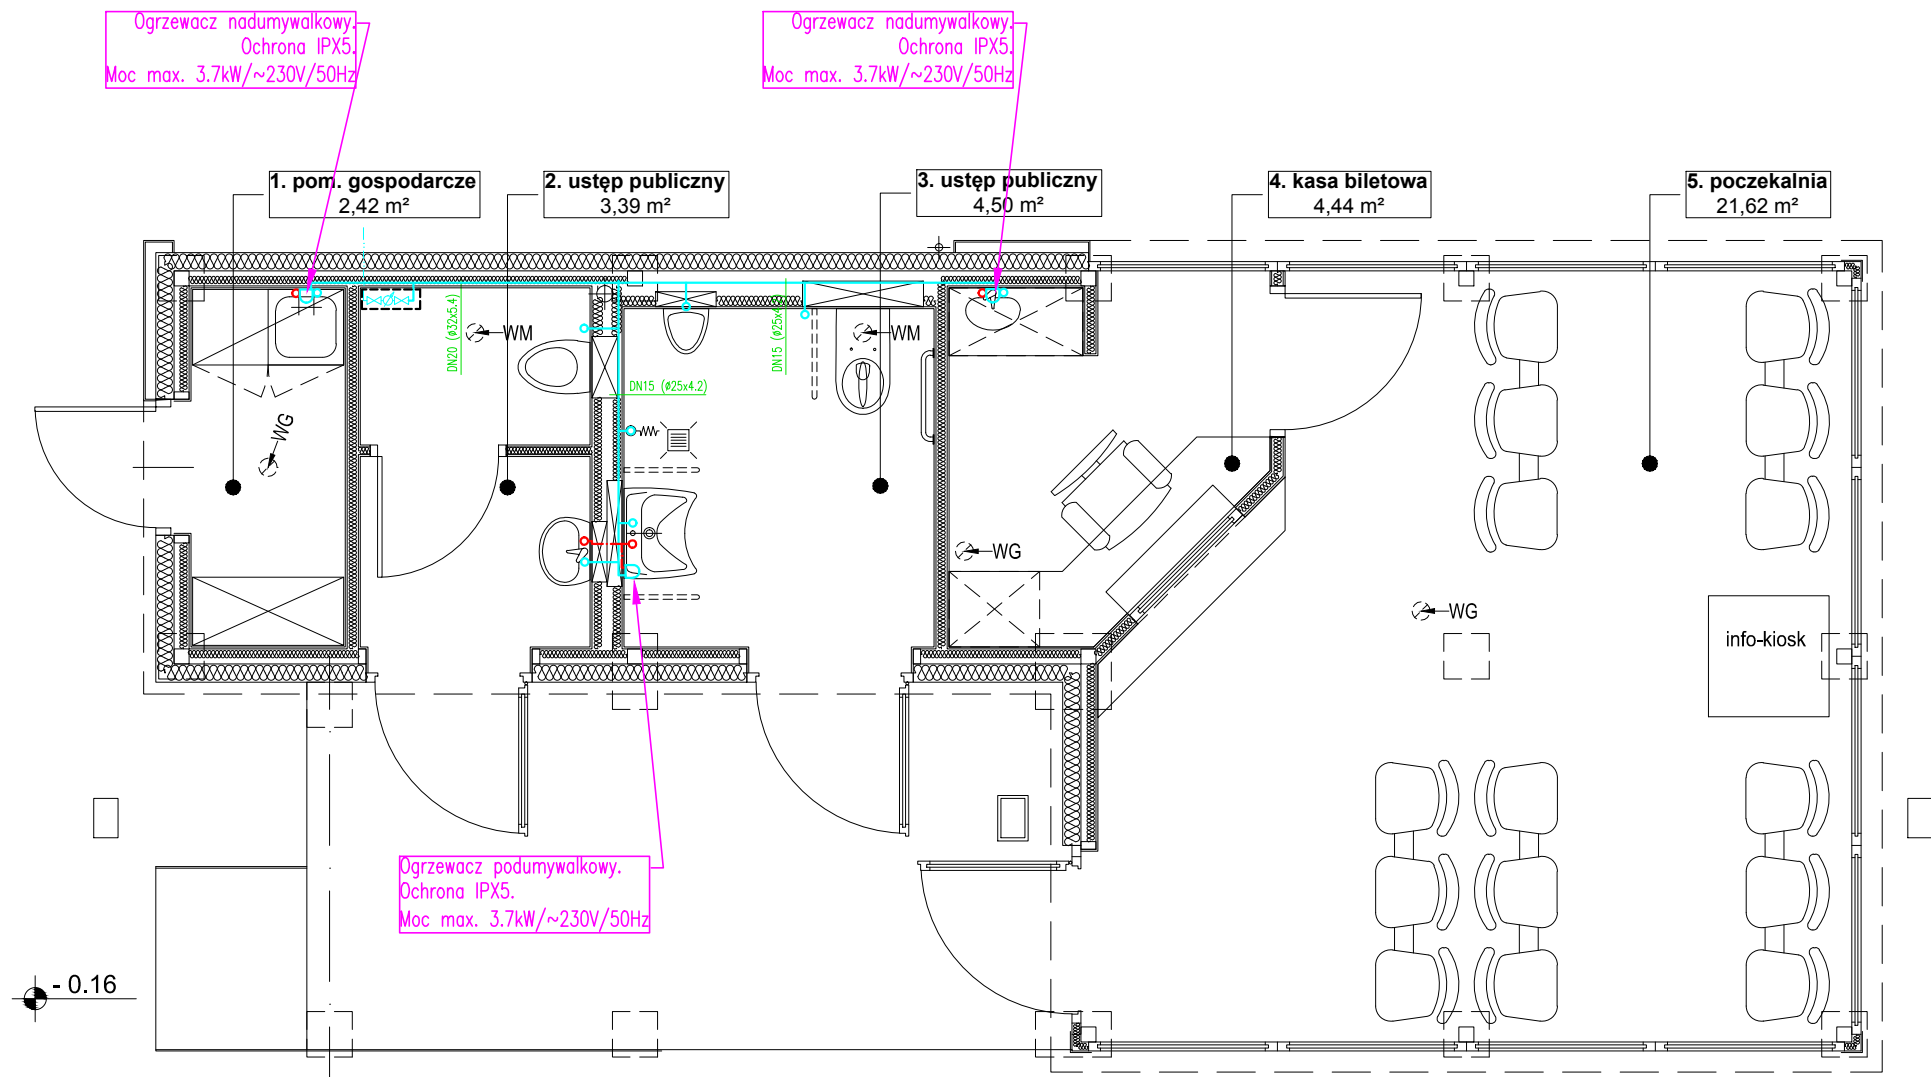 Ogrzewacz nadumywalkowy.
Ochrona IPX5.
Moc max. 3.7kW/~230V/50Hz
Ogrzewacz nadumywalkowy.
Ochrona IPX5.
Moc max. 3.7kW/~230V/50Hz
1. pom. gospodarcze
2,42 m²
2. ustęp publiczny
3,39 m²
3. ustęp publiczny
4,50 m²
4. kasa biletowa
4,44 m²
5. poczekalnia
21,62 m²
DN20 (ø32x5.4)
WM
DN15 (ø25x4.2)
DN15 (ø25x4.2)
WM
WG
WG
WG
info-kiosk
Ogrzewacz podumywalkowy.
Ochrona IPX5.
Moc max. 3.7kW/~230V/50Hz
- 0.16